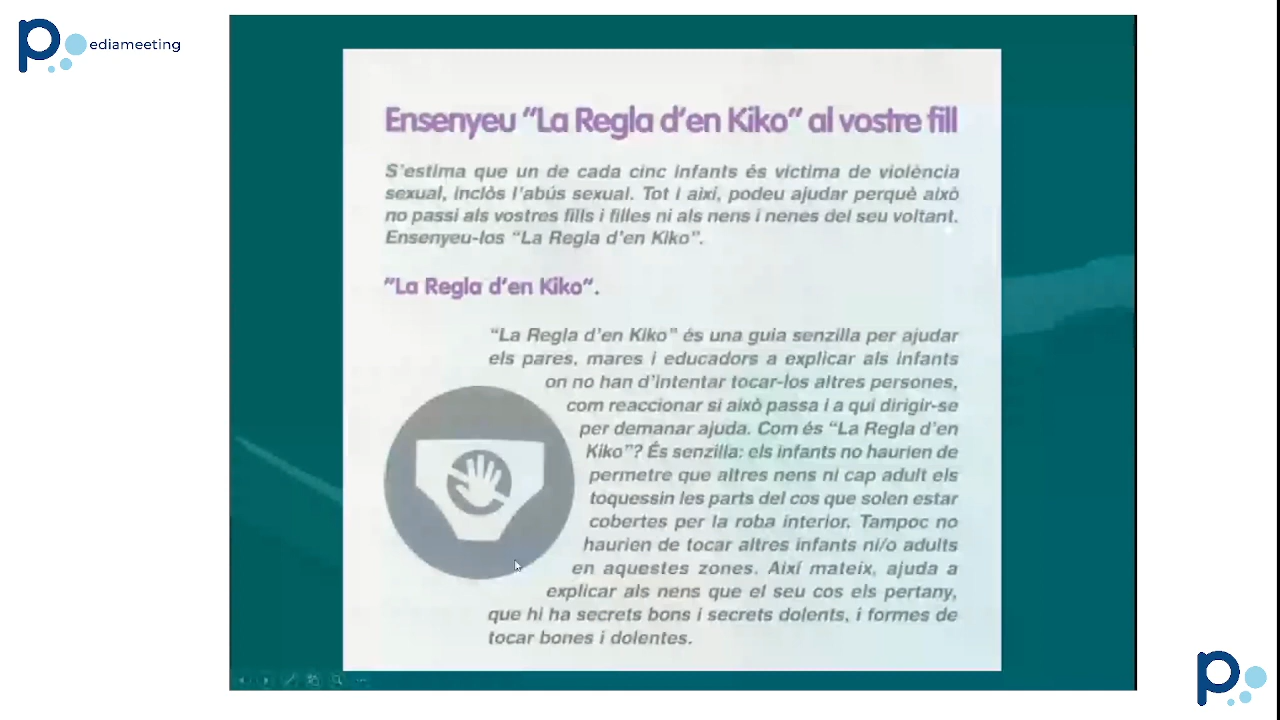 ediameeting
Ensenyeu "La Regla d'en Kiko" al vostre fill
S'estima que un de cada cinc infants és víctima de violència
sexual, inclòs l'abús sexual. Tot i així, podeu ajudar perquè això
no passi als vostres fills i filles ni als nens i nenes del seu voltant.
Ensenyeu-los "La Regla d'en Kiko".
"La Regla d'en Kiko".
"La Regla d'en Kiko" és una guia senzilla per ajudar
els pares, mares i educadors a explicar als infants
on no han d'intentar tocar-los altres persones,
com reaccionar si això passa i a qui dirigir-se
per demanar ajuda. Com és "La Regla d'en
Kiko"? És senzilla: els infants no haurien de
permetre que altres nens ni cap adult els
toquessin les parts del cos que solen estar
cobertes per la roba interior. Tampoc no
haurien de tocar altres infants ni/o adults
en aquestes zones. Així mateix, ajuda a
explicar als nens que el seu cos els pertany,
que hi ha secrets bons i secrets dolents, i formes de
tocar bones i dolentes.